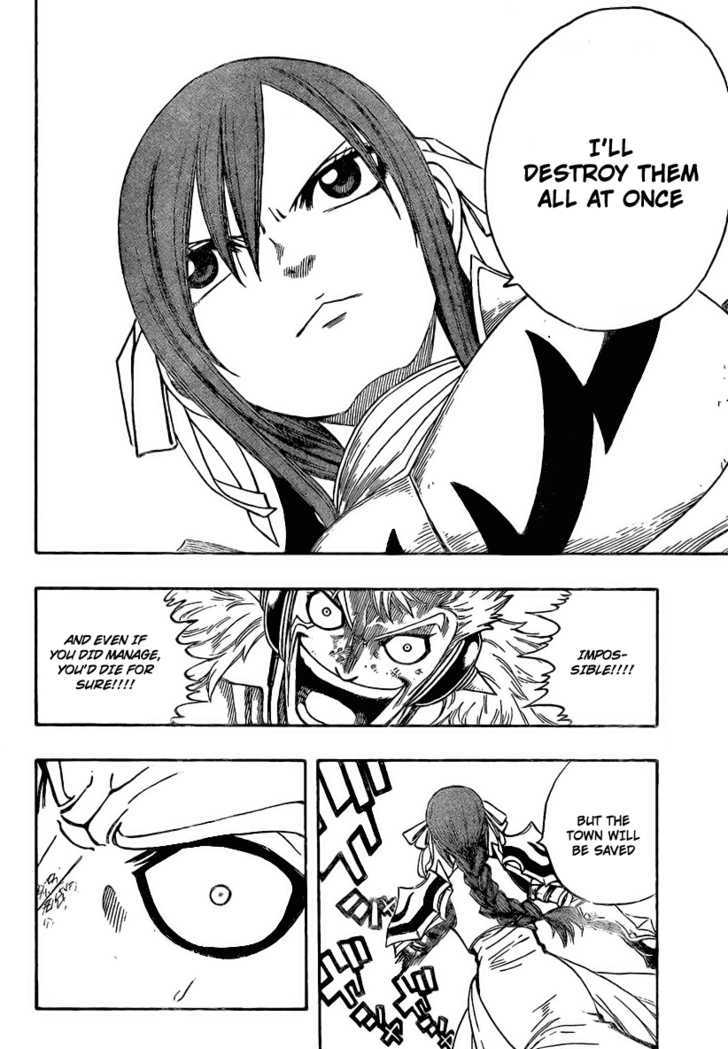 I'LL
DESTROY THEM
ALL AT ONCE
IMPOS-
SIBLE!!!!
AND EVEN IF
YOU DID MANAGE,
YOU'D DIE FOR
SURE!!!!
BUT THE
TOWN WILL
BE SAVED